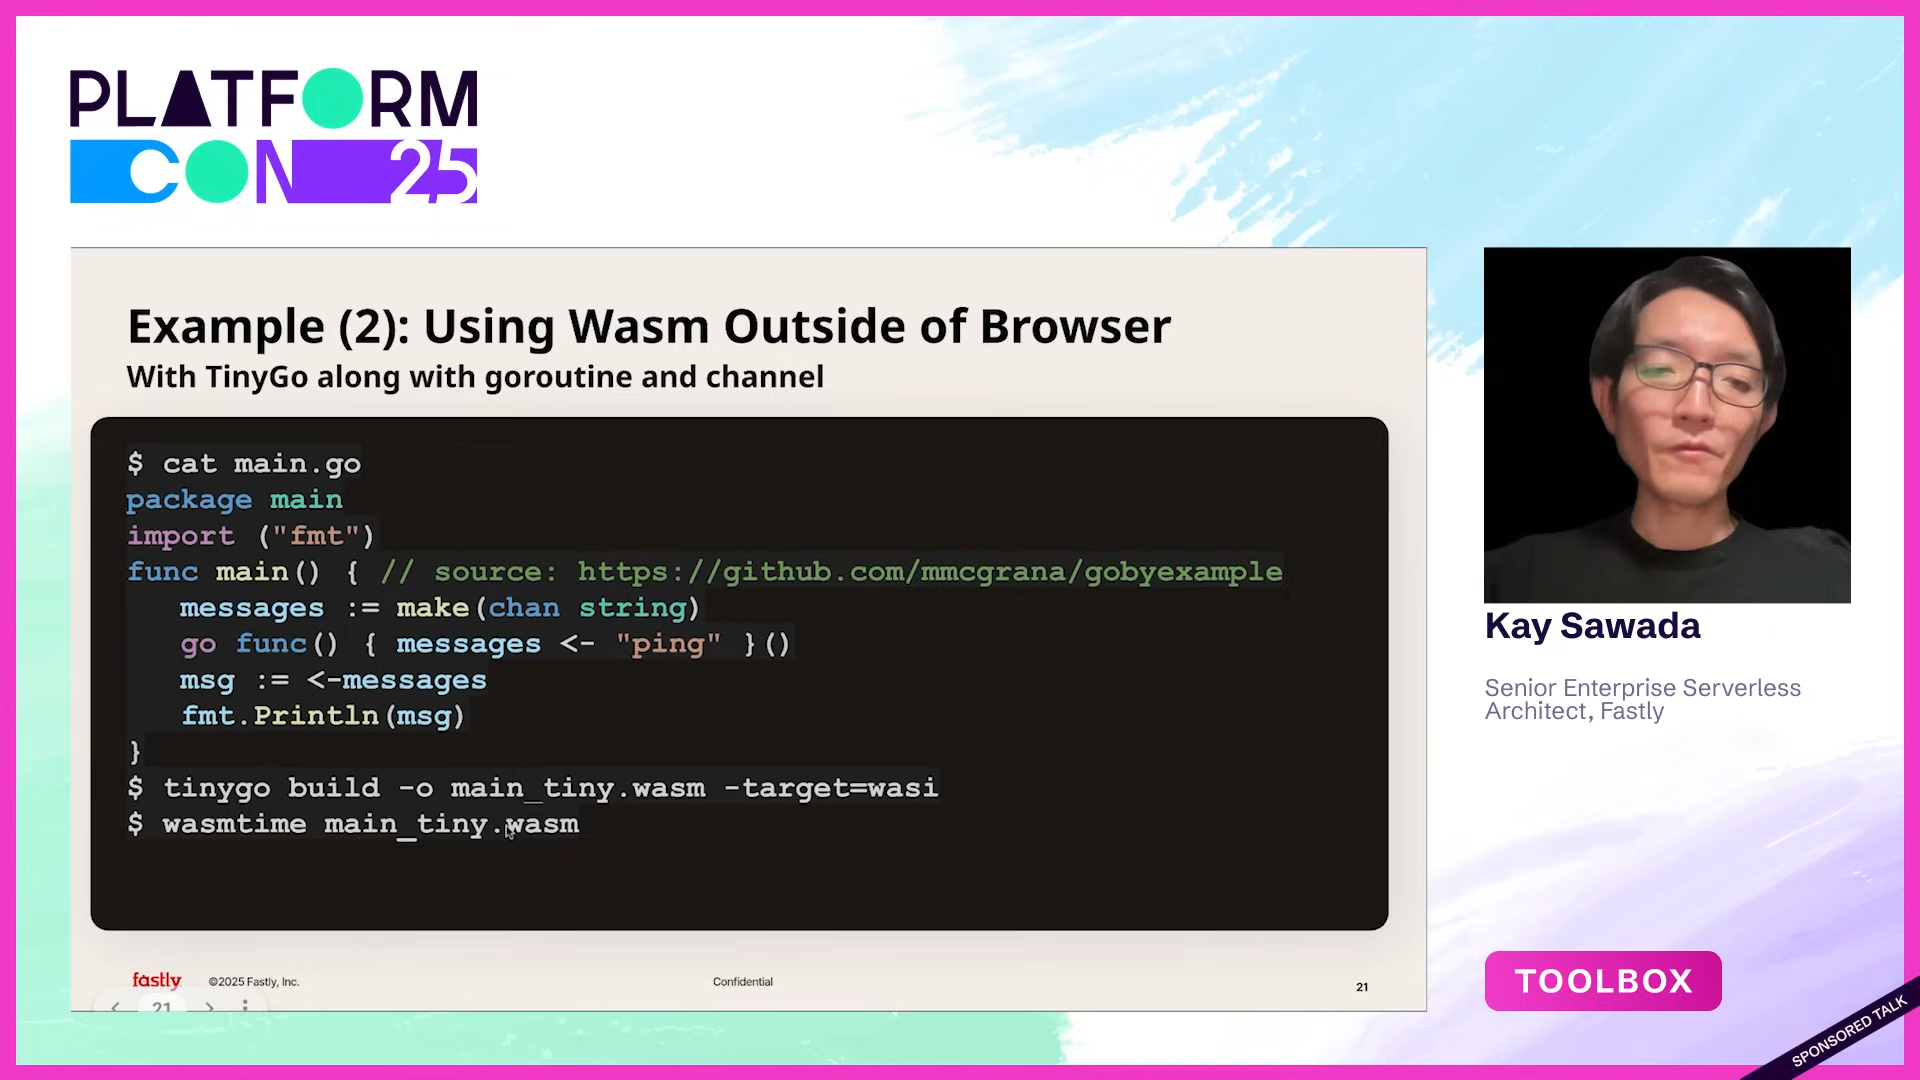 PLATFORM
CON 25
Example (2): Using Wasm Outside of Browser
With TinyGo along with goroutine and channel
$ cat main.go
package main
import ("fmt")
func main() { // source: https://github.com/mmcgrana/gobyexample
messages := make(chan string)
go func() { messages <- "ping" }()
msg := <-messages
fmt.Println(msg)
}
$ tinygo build -o main_tiny.wasm -target=wasi
$ wasmtime main_tiny.wasm
fastly ©2025 Fastly, Inc. Confidential 21
21
Kay Sawada
Senior Enterprise Serverless
Architect, Fastly
TOOLBOX
SPONSORED TALK